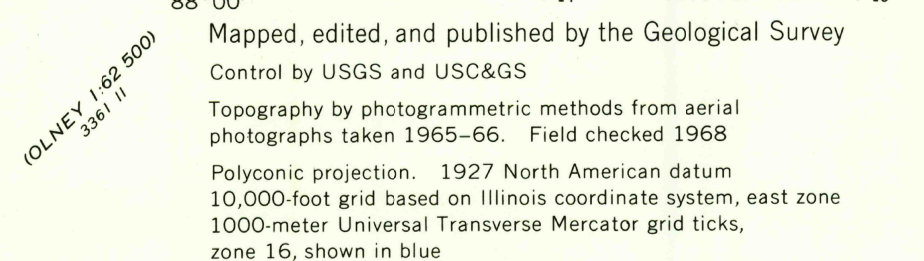 88°00'
(OLNEY 1:62 500)
3361 II
Mapped, edited, and published by the Geological Survey
Control by USGS and USC&GS
Topography by photogrammetric methods from aerial
photographs taken 1965–66. Field checked 1968
Polyconic projection. 1927 North American datum
10,000-foot grid based on Illinois coordinate system, east zone
1000-meter Universal Transverse Mercator grid ticks,
zone 16, shown in blue